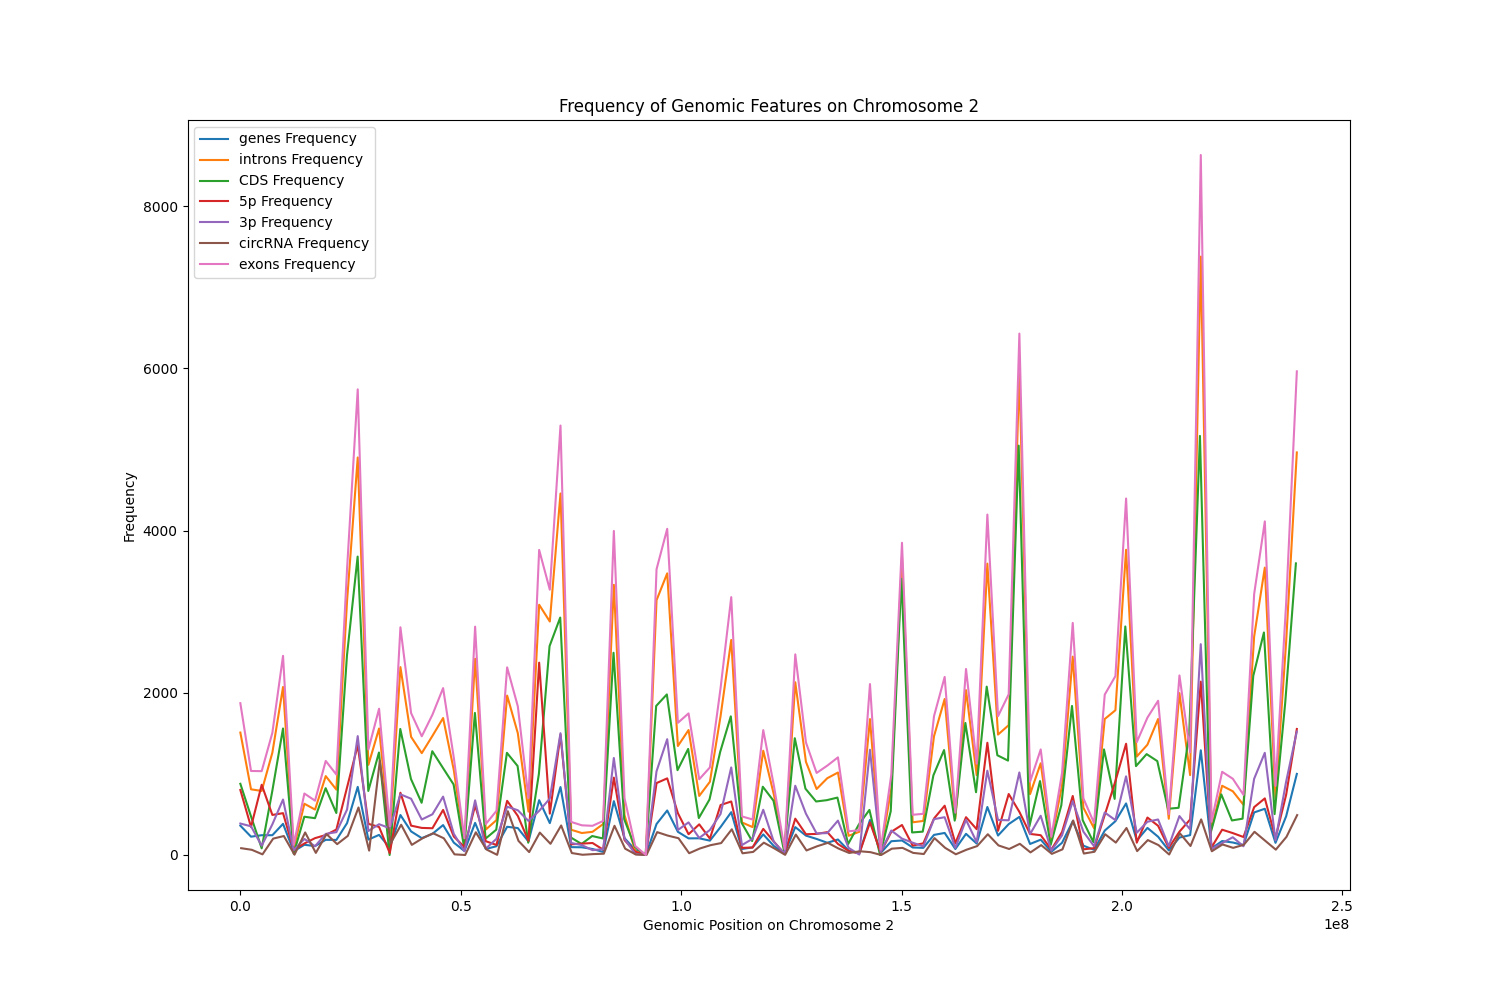 Frequency of Genomic Features on Chromosome 2
genes Frequency
introns Frequency
CDS Frequency
5p Frequency
3p Frequency
circRNA Frequency
exons Frequency
8000
6000
4000
2000
0
Frequency
0.0
0.5
1.0
1.5
2.0
2.5
1e8
Genomic Position on Chromosome 2